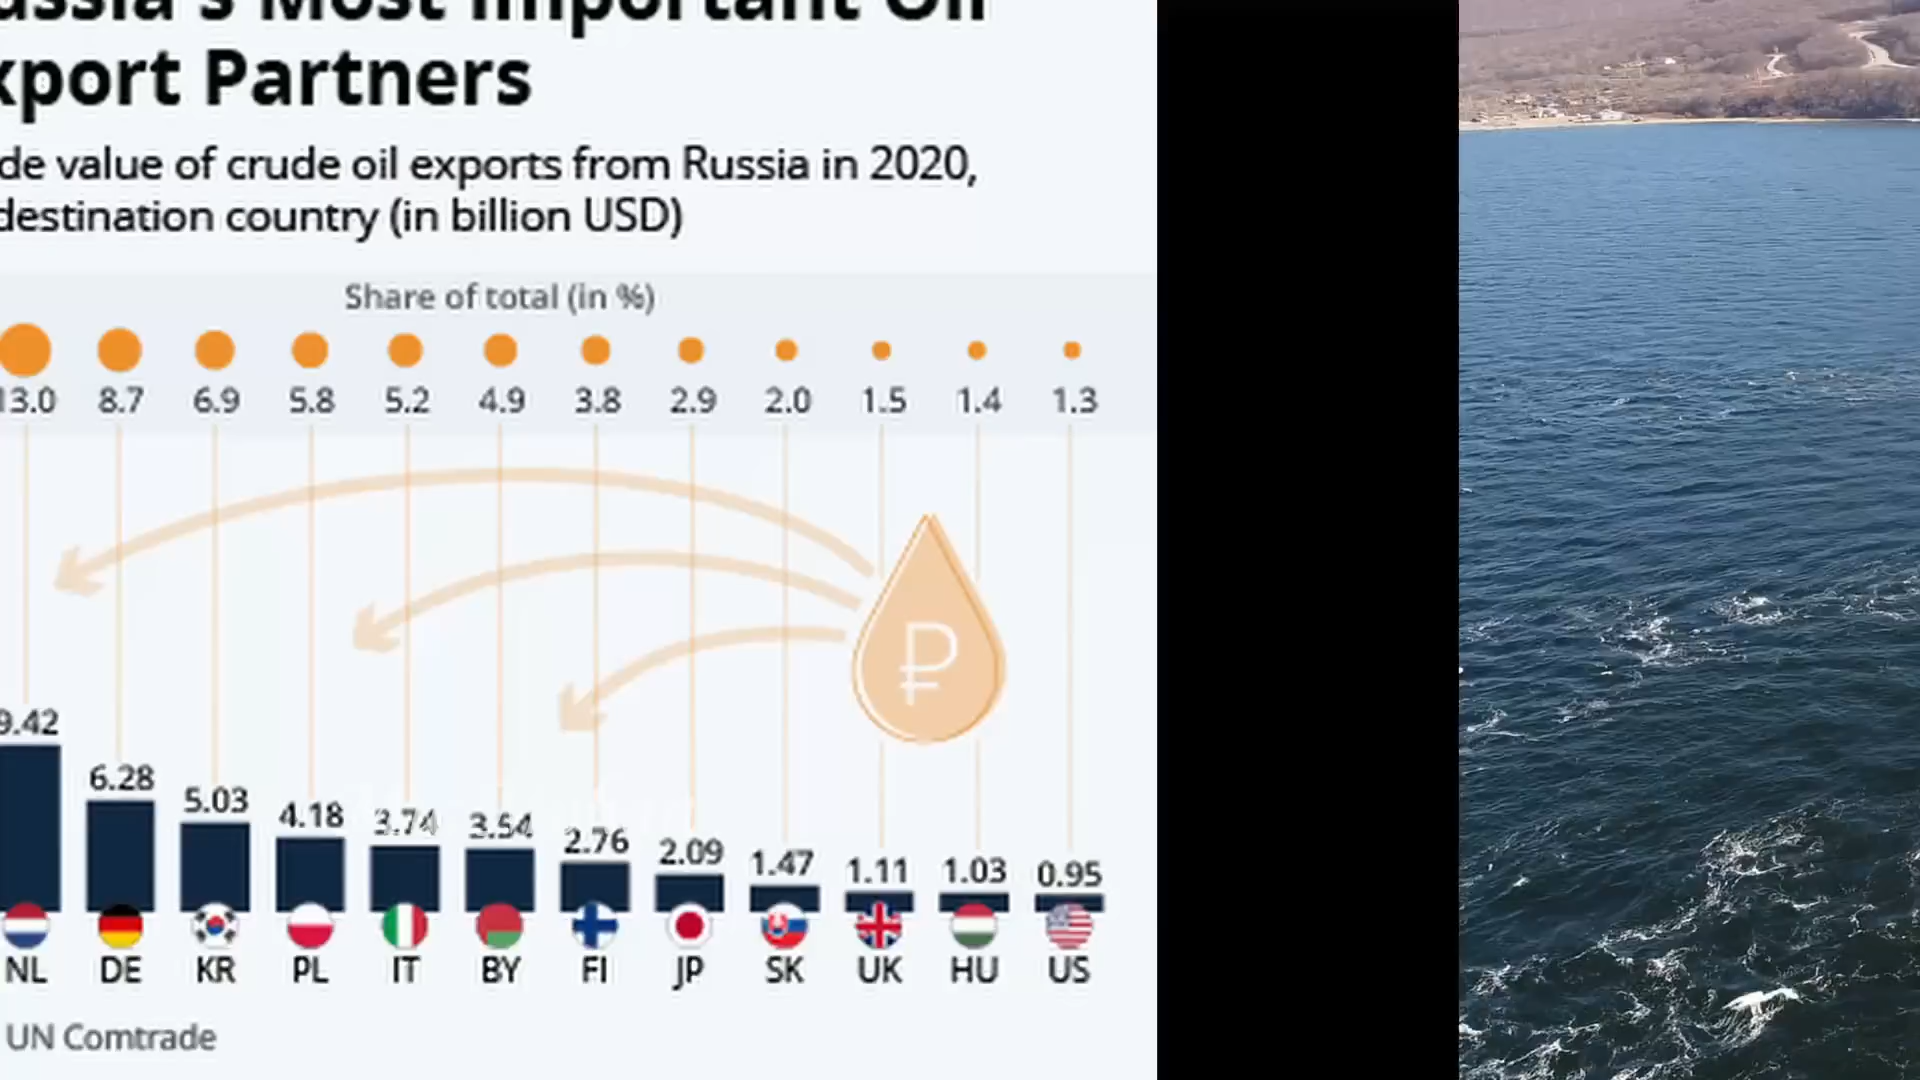 ussia's Most Important Oil
xport Partners
de value of crude oil exports from Russia in 2020,
destination country (in billion USD)
Share of total (in %)
13.0 8.7 6.9 5.8 5.2 4.9 3.8 2.9 2.0 1.5 1.4 1.3
₽
9.42 6.28 5.03 4.18 3.74 3.54 2.76 2.09 1.47 1.11 1.03 0.95
NL DE KR PL IT BY FI JP SK UK HU US
UN Comtrade